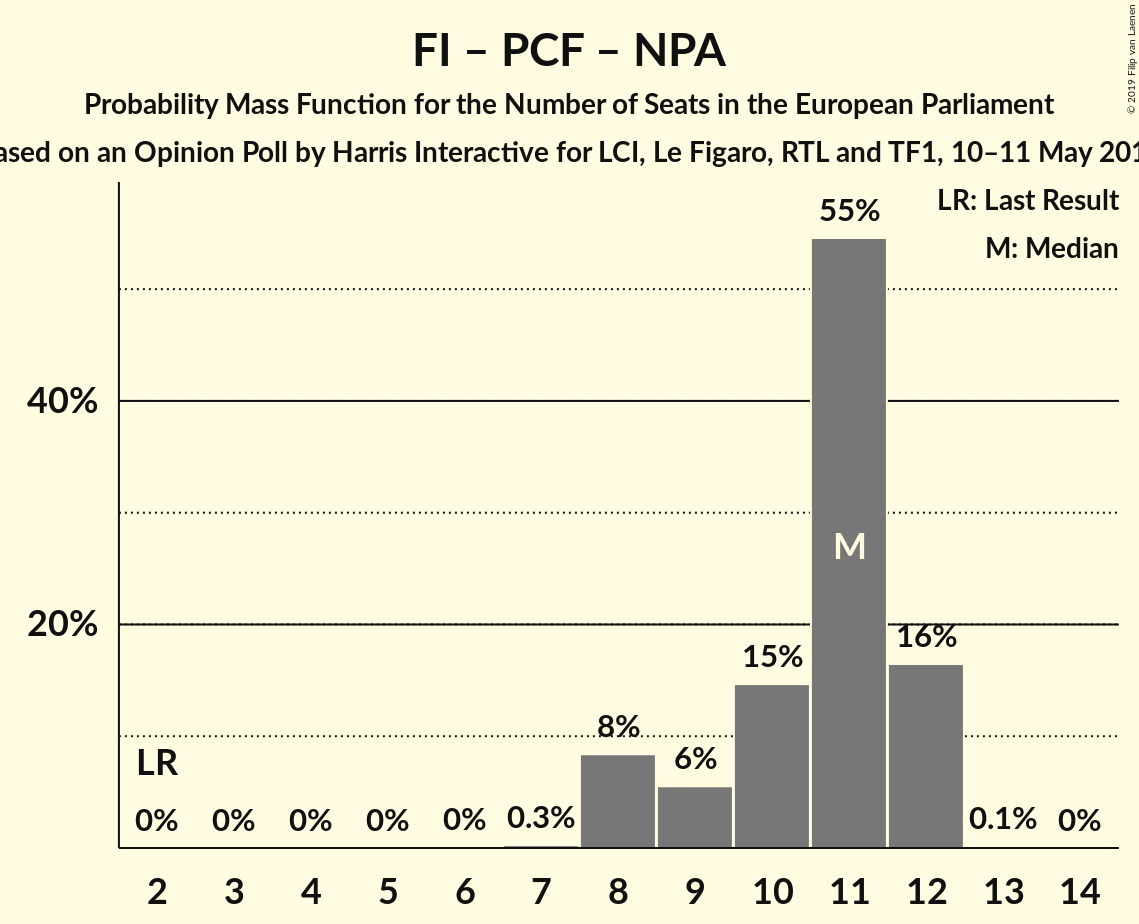 FI – PCF – NPA
Probability Mass Function for the Number of Seats in the European Parliament
ased on an Opinion Poll by Harris Interactive for LCI, Le Figaro, RTL and TF1, 10–11 May 201
© 2019 Filip van Laenen
LR: Last Result
M: Median
55%
40%
M
20%
16%
15%
8%
6%
LR
0% 0% 0% 0% 0% 0.3% 0.1% 0%
2 3 4 5 6 7 8 9 10 11 12 13 14